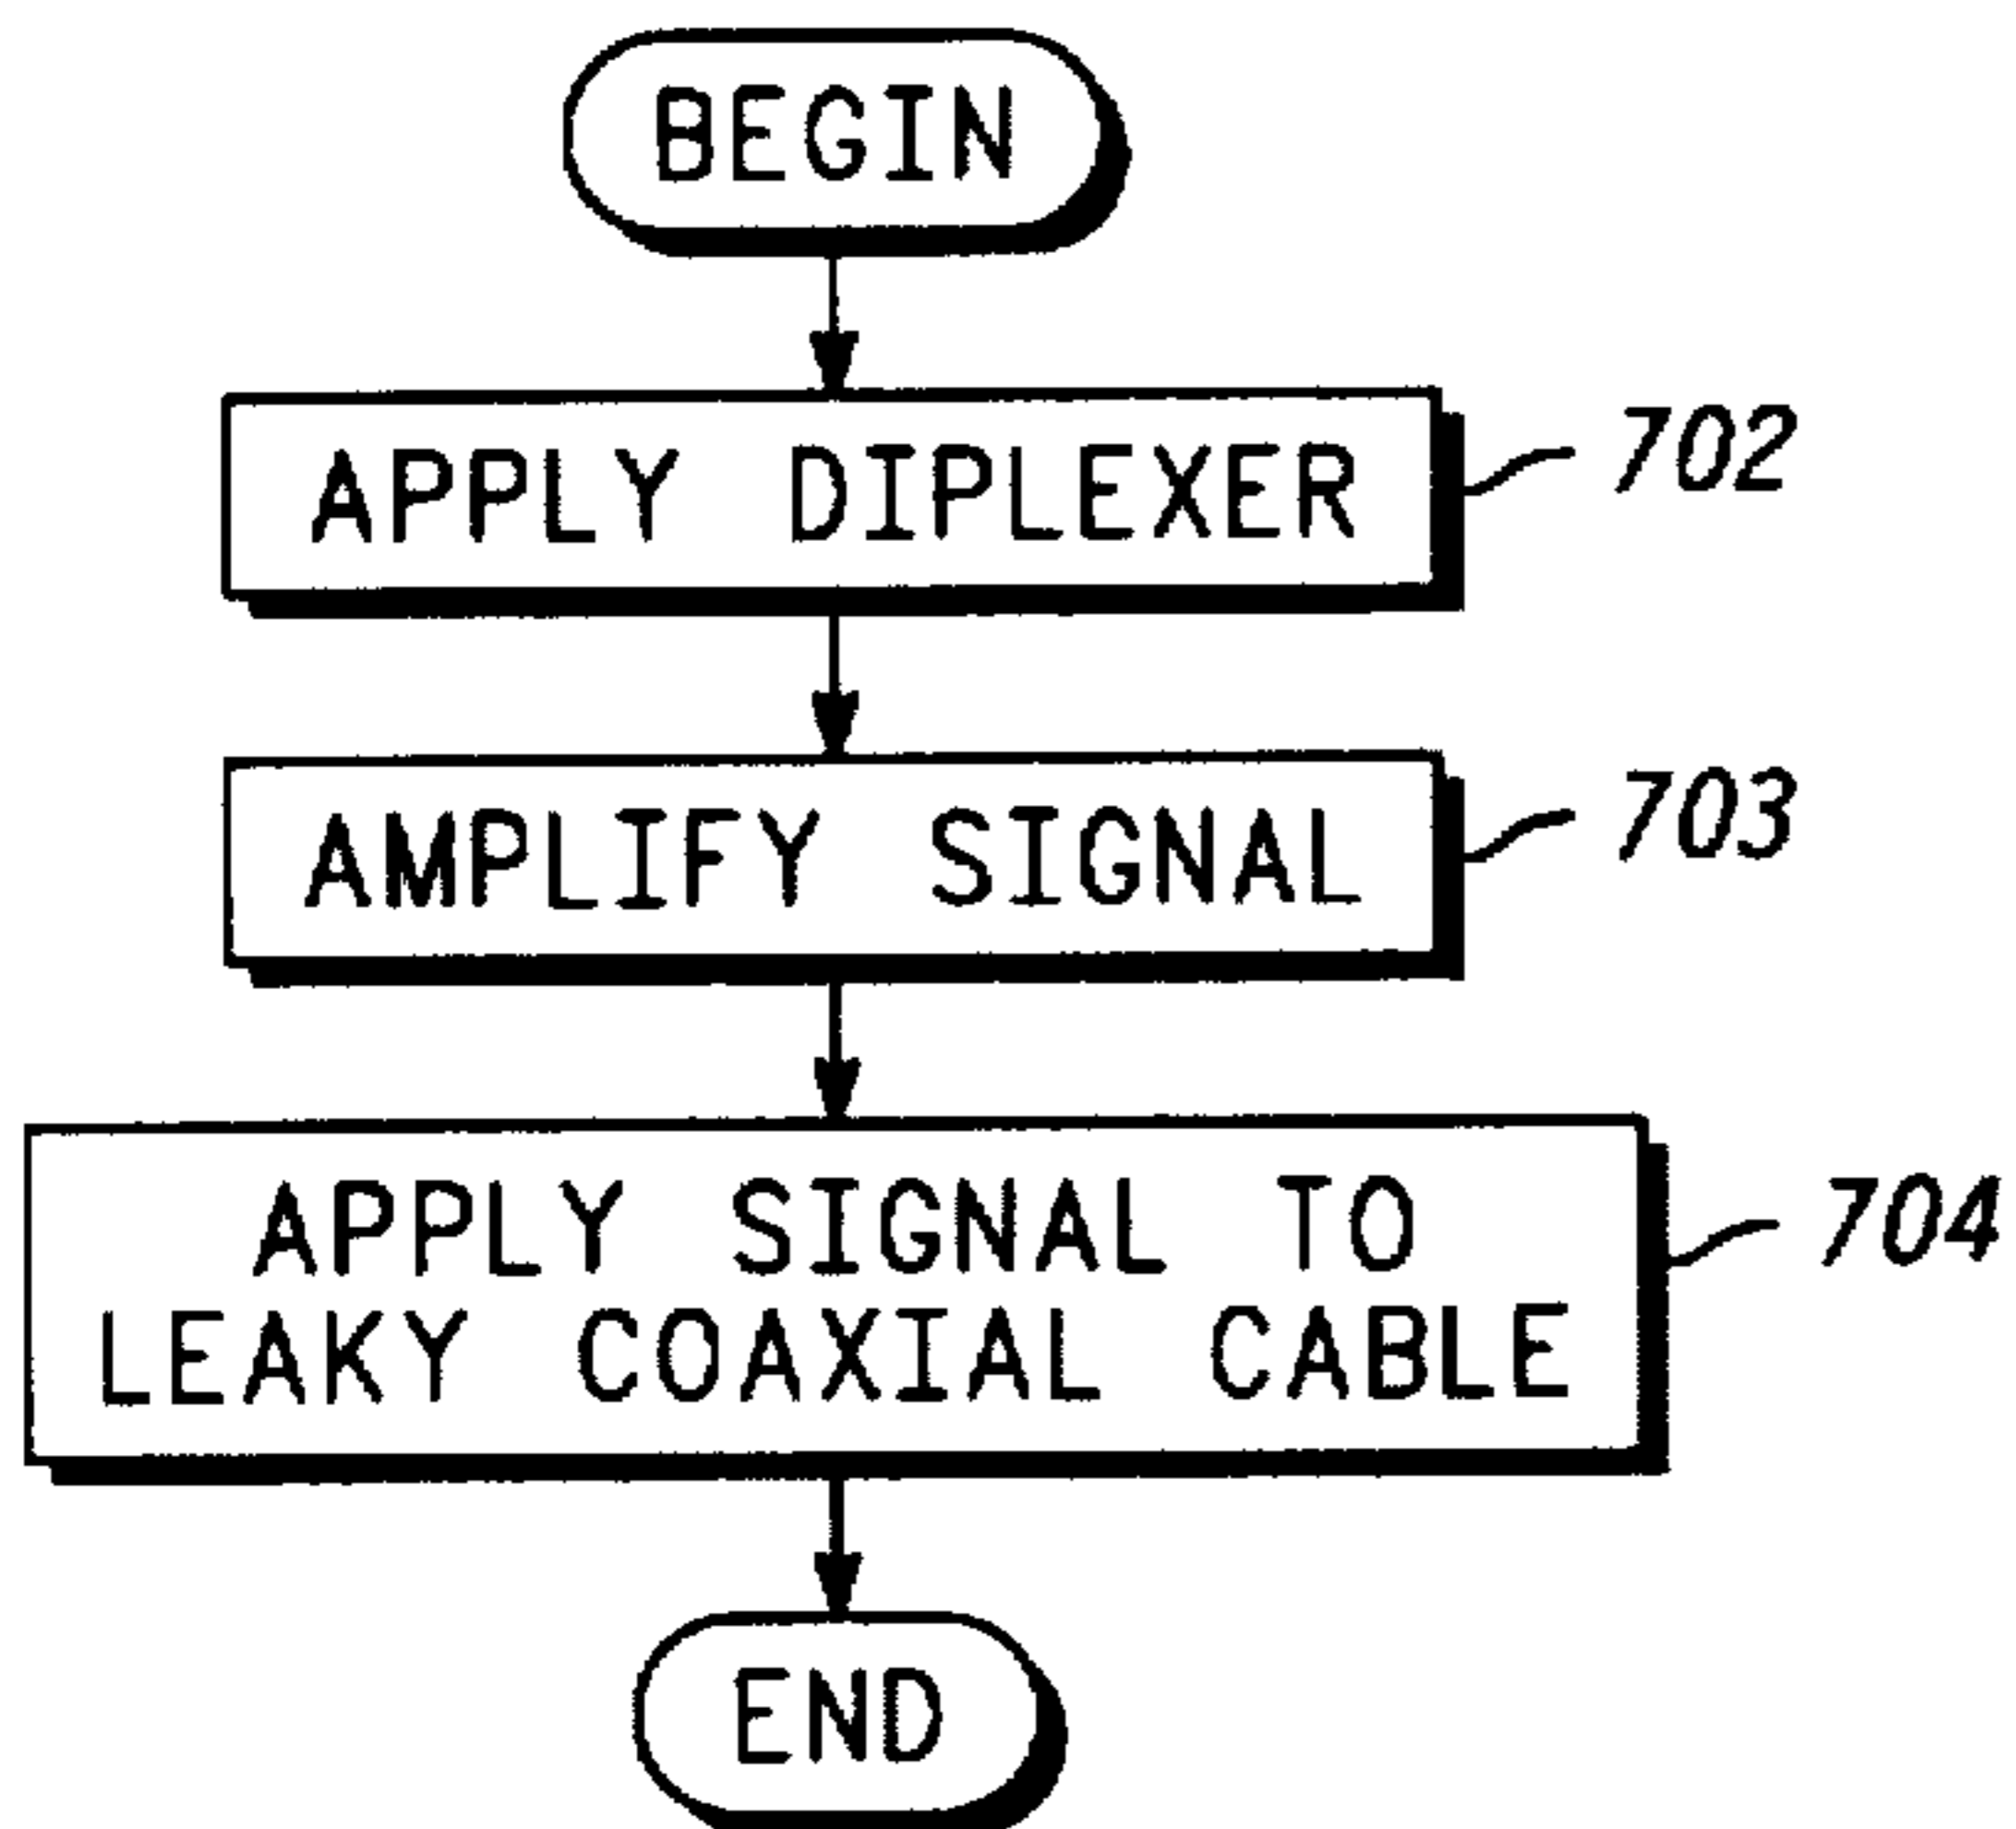 BEGIN
APPLY DIPLEXER
702
AMPLIFY SIGNAL
703
APPLY SIGNAL TO
LEAKY COAXIAL CABLE
704
END